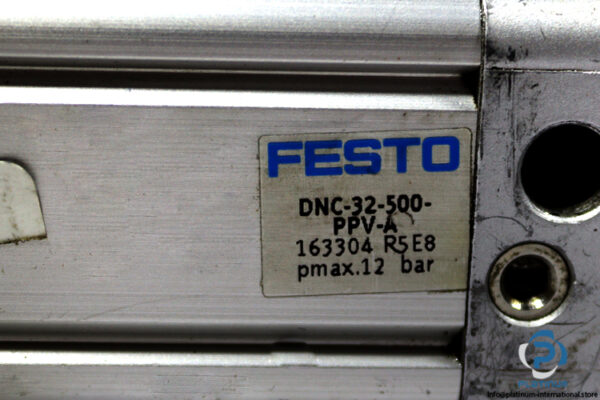 FESTO
DNC-32-500-
PPV-A
163304 R5E8
pmax.12 bar
info@platinum-international.store